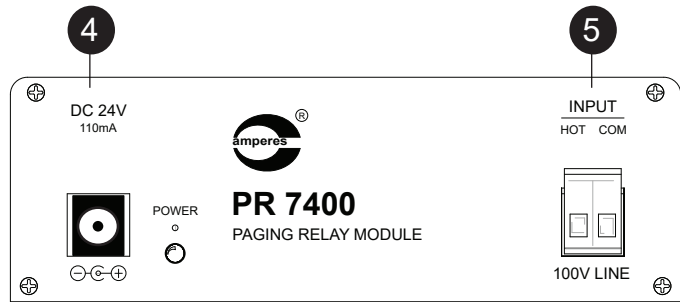 4
5
DC 24V
110mA
INPUT
HOT COM
amperes ®
POWER
PR 7400
PAGING RELAY MODULE
100V LINE